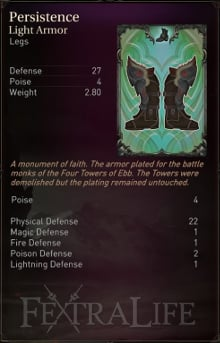 Persistence
Light Armor
Legs
Defense 27
Poise 4
Weight 2.80
A monument of faith. The armor plated for the battle
monks of the Four Towers of Ebb. The Towers were
demolished but the plating remained untouched.
Poise 4
Physical Defense 22
Magic Defense 1
Fire Defense 1
Poison Defense 2
Lightning Defense 1
FEXTRALIFE